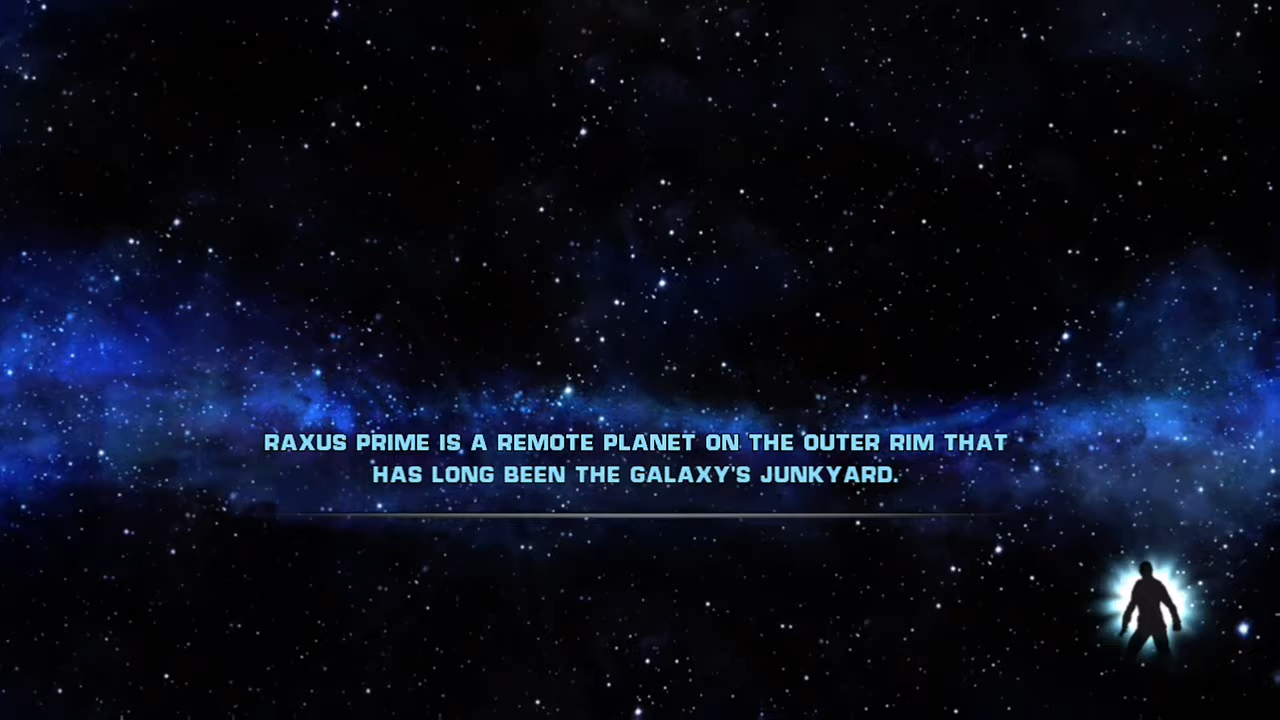 RAXUS PRIME IS A REMOTE PLANET ON THE OUTER RIM THAT
HAS LONG BEEN THE GALAXY'S JUNKYARD.